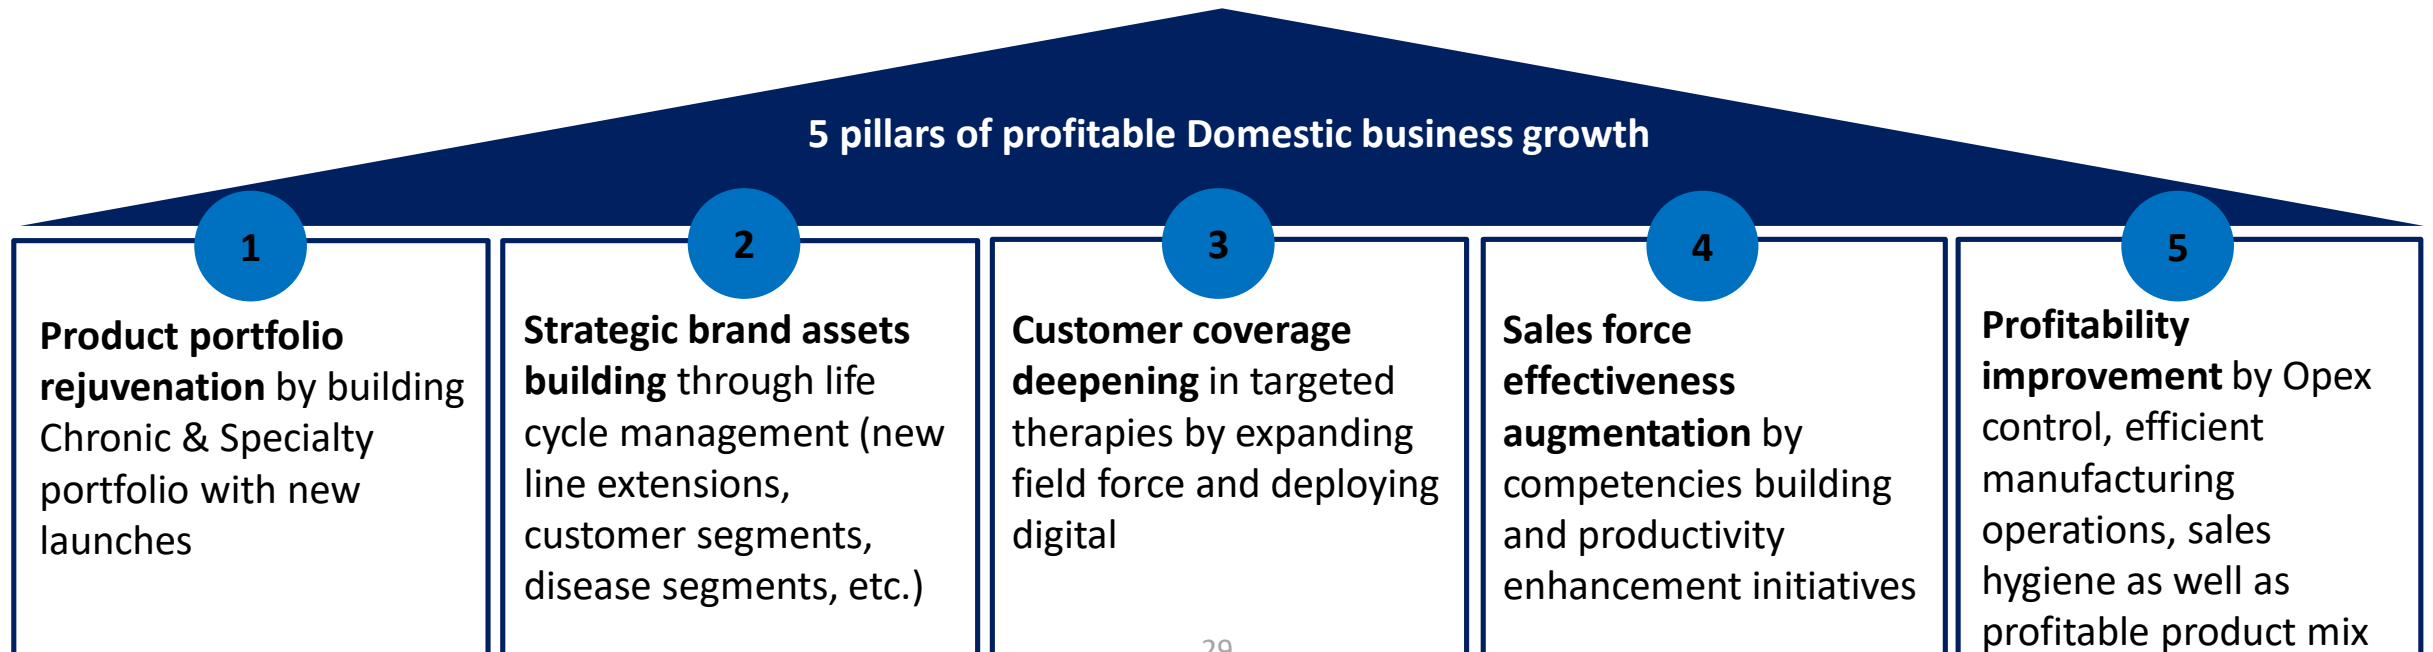 5 pillars of profitable Domestic business growth
1
Product portfolio
rejuvenation by building
Chronic & Specialty
portfolio with new
launches
2
Strategic brand assets
building through life
cycle management (new
line extensions,
customer segments,
disease segments, etc.)
3
Customer coverage
deepening in targeted
therapies by expanding
field force and deploying
digital
4
Sales force
effectiveness
augmentation by
competencies building
and productivity
enhancement initiatives
5
Profitability
improvement by Opex
control, efficient
manufacturing
operations, sales
hygiene as well as
profitable product mix
29